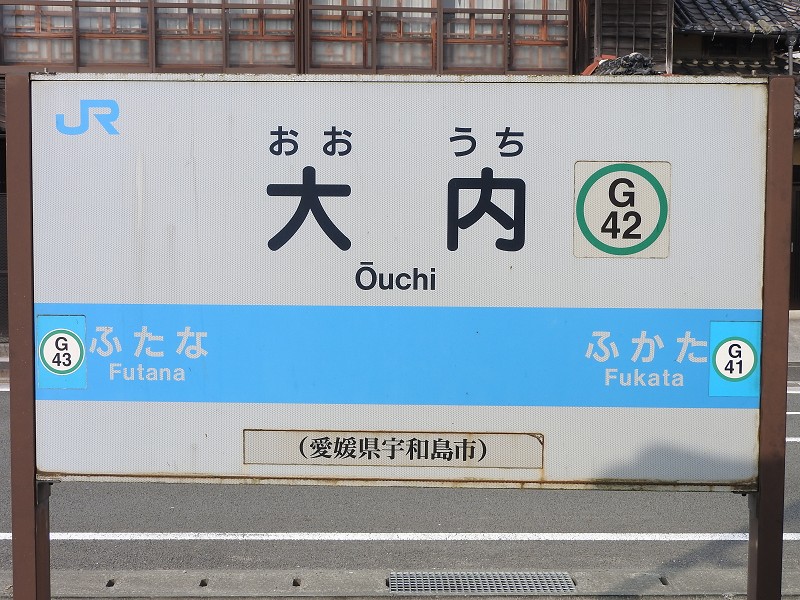 JR
おお うち
大 内
G
42
Ōuchi
G
43
ふたな
Futana
ふかた
Fukata
G
41
(愛媛県宇和島市)